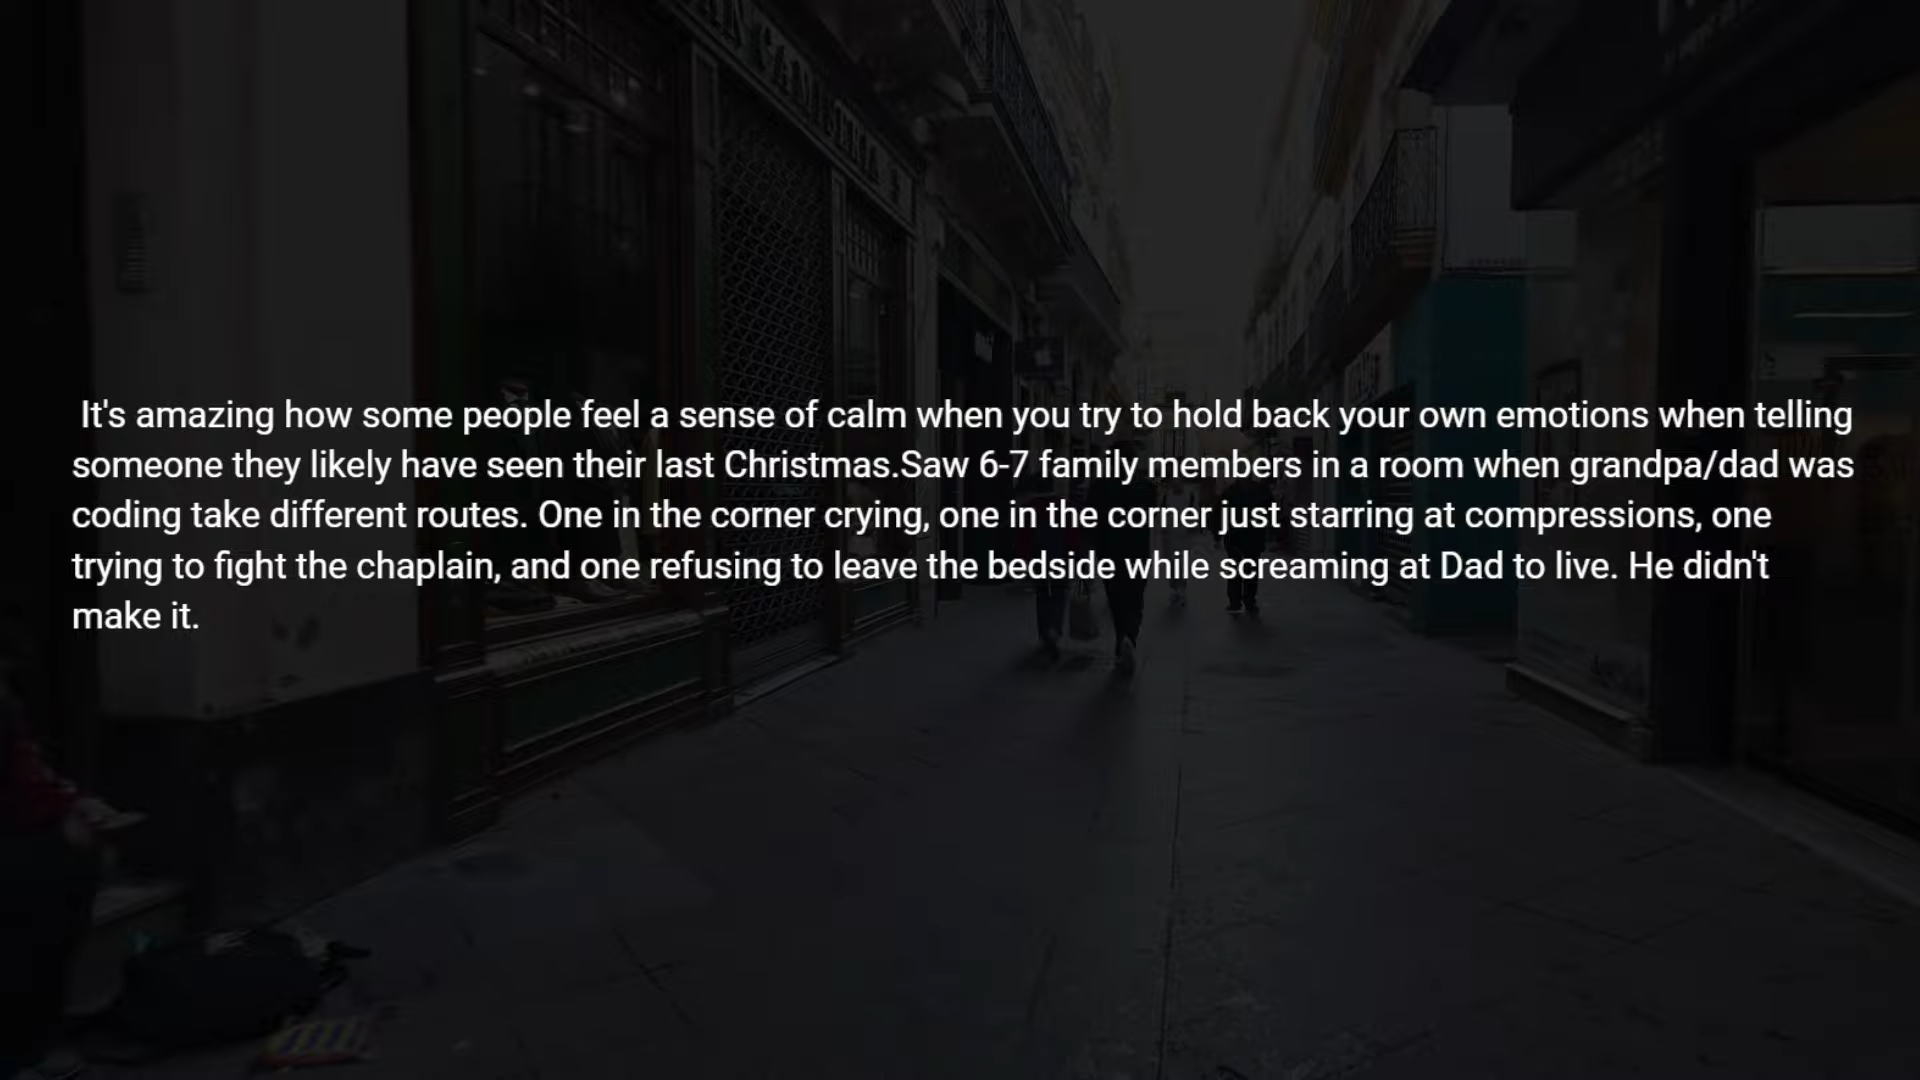 It's amazing how some people feel a sense of calm when you try to hold back your own emotions when telling
someone they likely have seen their last Christmas.Saw 6-7 family members in a room when grandpa/dad was
coding take different routes. One in the corner crying, one in the corner just starring at compressions, one
trying to fight the chaplain, and one refusing to leave the bedside while screaming at Dad to live. He didn't
make it.